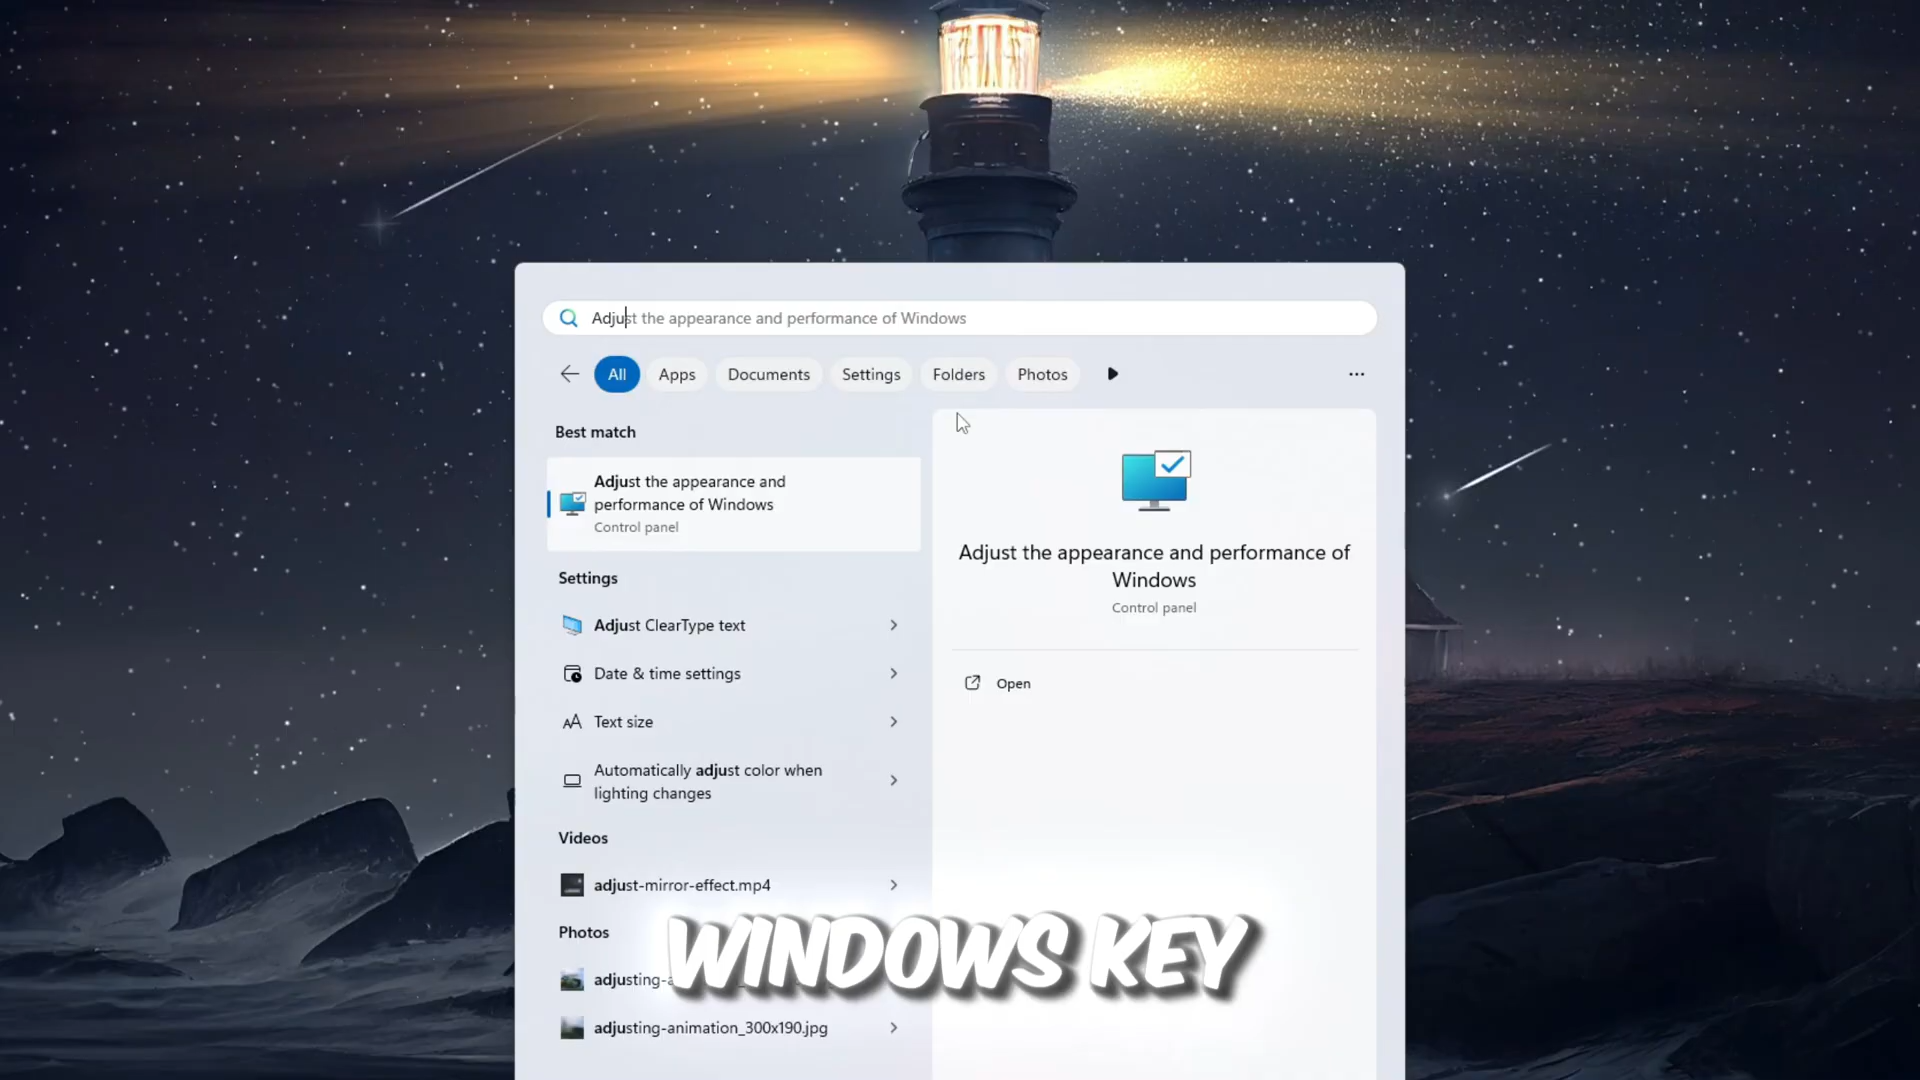 Adjust the appearance and performance of Windows
All Apps Documents Settings Folders Photos
Best match
Adjust the appearance and
performance of Windows
Control panel
Settings
Adjust ClearType text
Date & time settings
Text size
Automatically adjust color when
lighting changes
Videos
adjust-mirror-effect.mp4
Photos
adjusting-a
adjusting-animation_300x190.jpg
Adjust the appearance and performance of
Windows
Control panel
Open
WINDOWS KEY